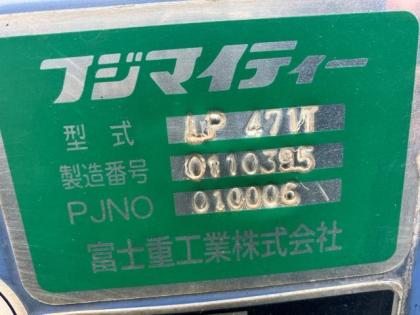 フジマイティー
型式 LP 471T
製造番号 0110395
PJNO 010006
富士重工業株式会社